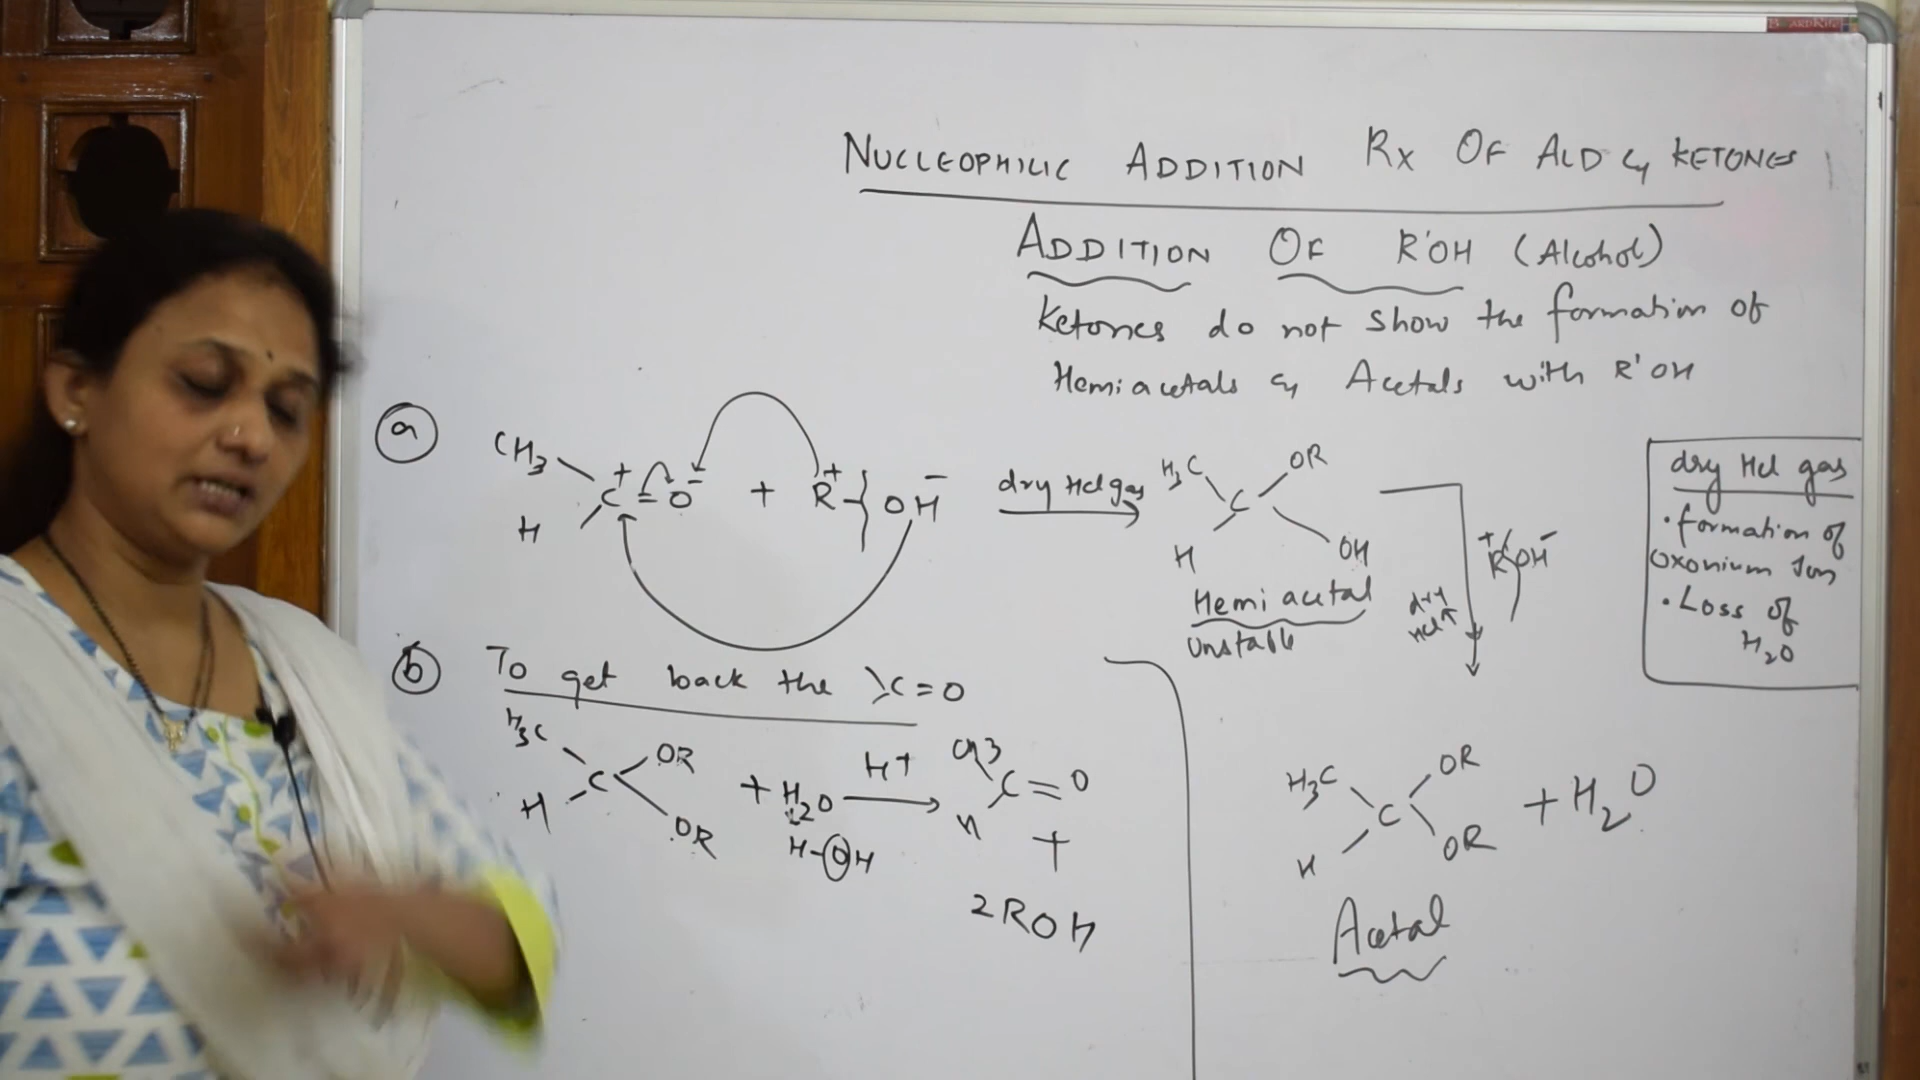 NUCLEOPHILIC ADDITION Rx OF ALD & KETONES
ADDITION OF R'OH (Alcohol)
Ketones do not show the formation of
Hemiacetals & Acetals with R'OH
a
CH3
C + = O - + R + OH -
H
dry Hcl gas
H3C OR
C
H OH
Hemi acetal
Unstable
R + OH -
dry
Hcl
dry Hcl gas
• formation of
Oxonium Ion
• Loss of
H2O
b To get back the >C=O
H3C OR
C
H OR
+ H2O
H-OH
H+
CH3
C = O
H
+
2ROH
H3C OR
C + H2O
H OR
Acetal